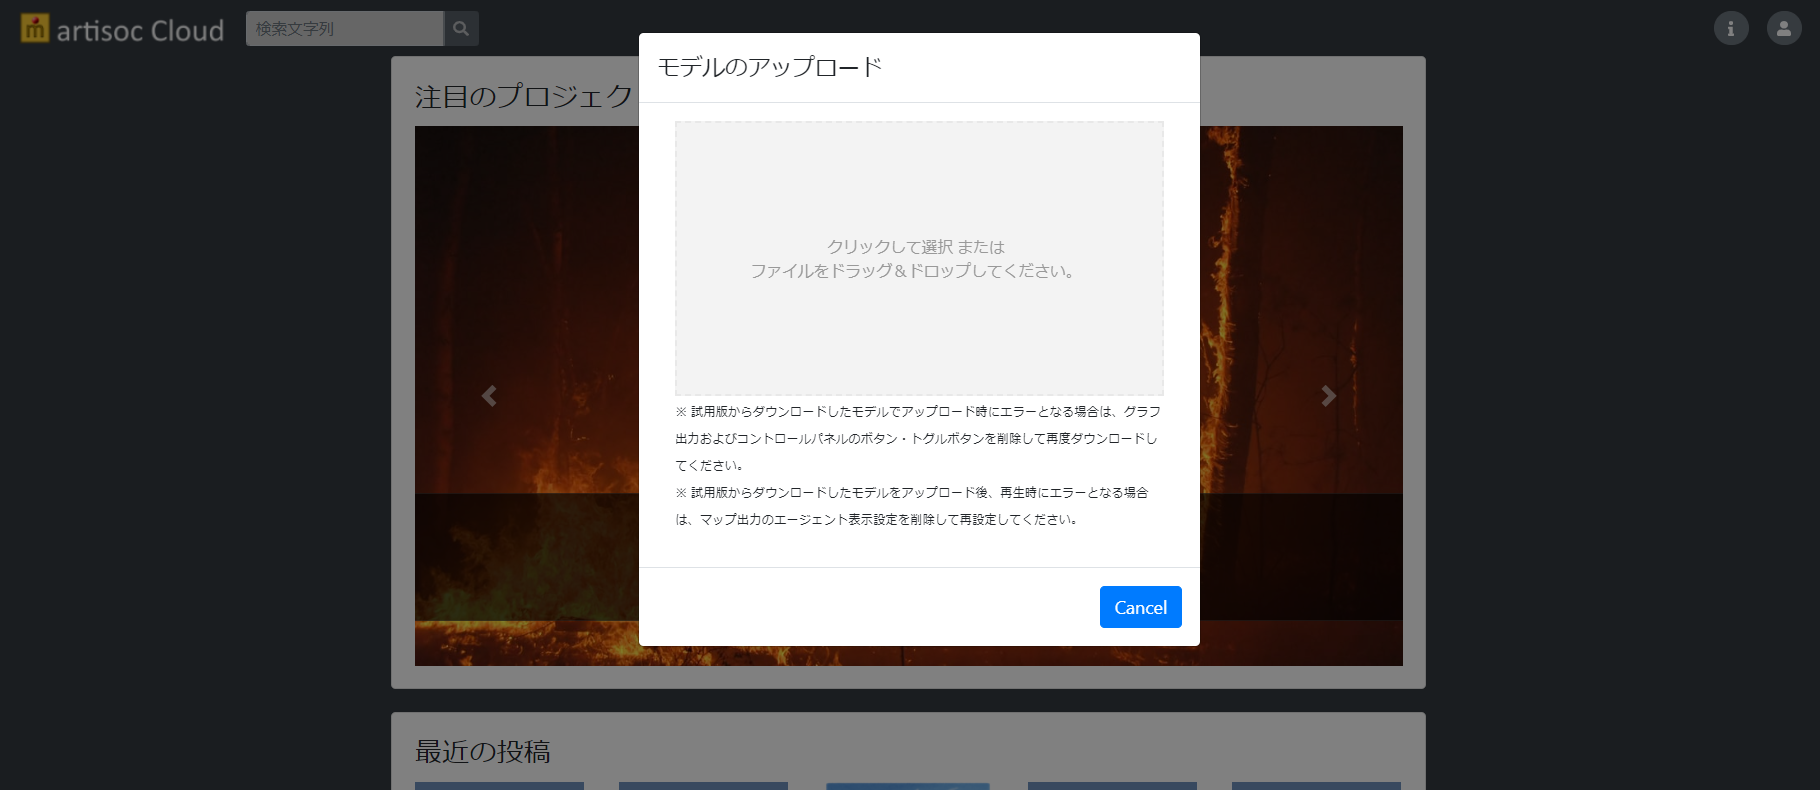 artisoc Cloud
検索文字列
注目のプロジェク
モデルのアップロード
クリックして選択 または
ファイルをドラッグ＆ドロップしてください。
※ 試用版からダウンロードしたモデルでアップロード時にエラーとなる場合は、グラフ
出力およびコントロールパネルのボタン・トグルボタンを削除して再度ダウンロードし
てください。
※ 試用版からダウンロードしたモデルをアップロード後、再生時にエラーとなる場合
は、マップ出力のエージェント表示設定を削除して再設定してください。
Cancel
最近の投稿